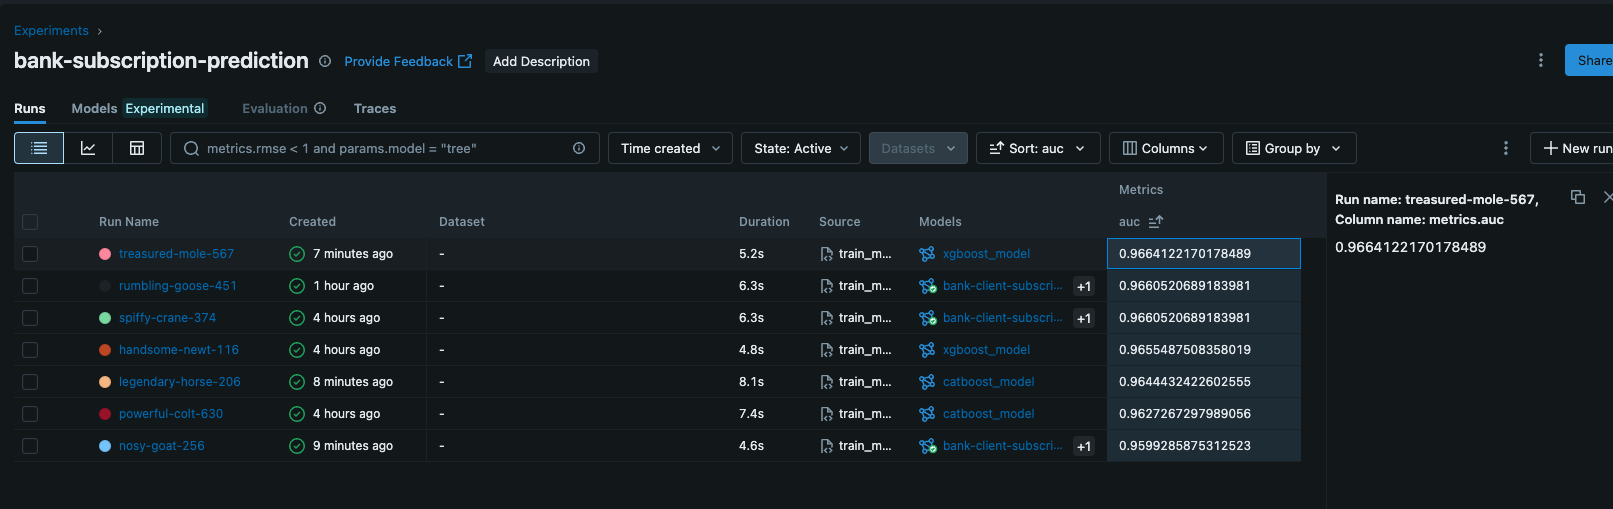 Experiments ›
bank-subscription-prediction Provide Feedback Add Description
Share
Runs Models Experimental Evaluation Traces
metrics.rmse < 1 and params.model = "tree" Time created State: Active Datasets Sort: auc Columns Group by New run
Metrics
Run Name Created Dataset Duration Source Models auc
treasured-mole-567 7 minutes ago - 5.2s train_m... xgboost_model 0.9664122170178489
rumbling-goose-451 1 hour ago - 6.3s train_m... bank-client-subscri... +1 0.9660520689183981
spiffy-crane-374 4 hours ago - 6.3s train_m... bank-client-subscri... +1 0.9660520689183981
handsome-newt-116 4 hours ago - 4.8s train_m... xgboost_model 0.9655487508358019
legendary-horse-206 8 minutes ago - 8.1s train_m... catboost_model 0.9644432422602555
powerful-colt-630 4 hours ago - 7.4s train_m... catboost_model 0.9627267297989056
nosy-goat-256 9 minutes ago - 4.6s train_m... bank-client-subscri... +1 0.9599285875312523
Run name: treasured-mole-567,
Column name: metrics.auc
0.9664122170178489